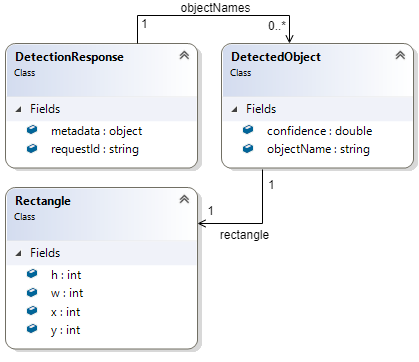 objectNames
1
0..*
DetectionResponse
Class
Fields
metadata : object
requestId : string
DetectedObject
Class
Fields
confidence : double
objectName : string
1
1
rectangle
Rectangle
Class
Fields
h : int
w : int
x : int
y : int